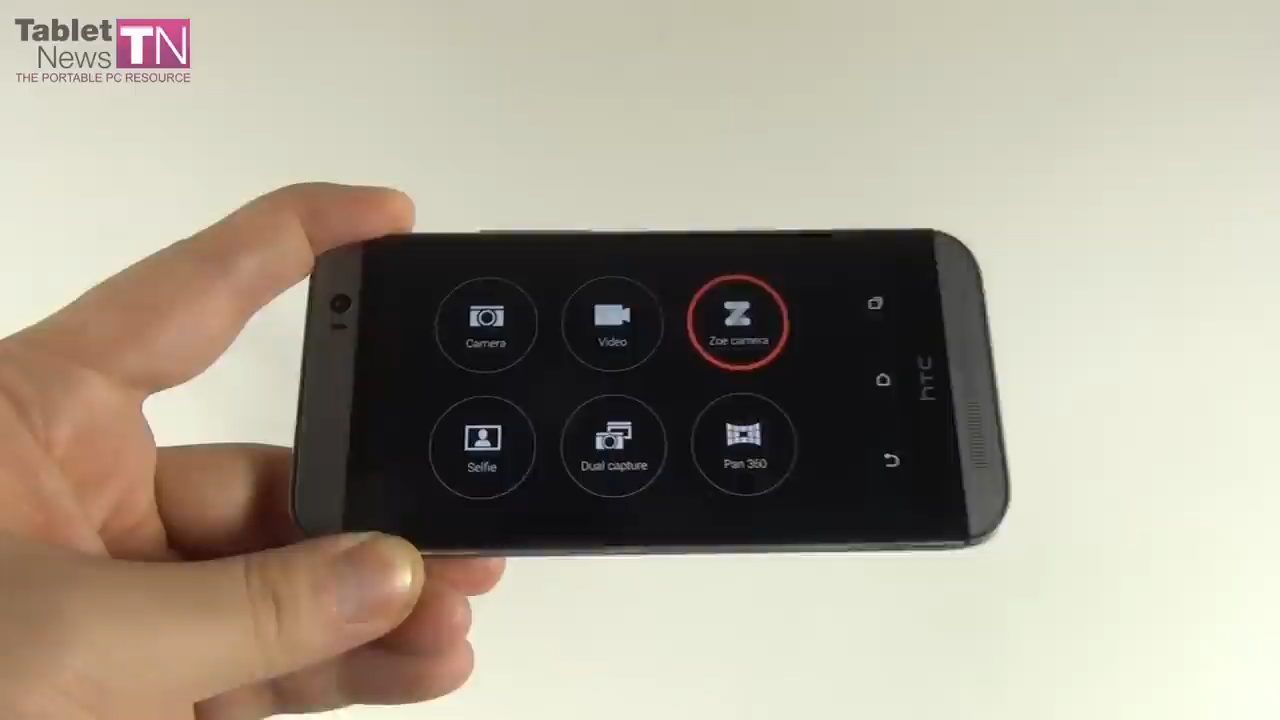 Tablet
News TN
THE PORTABLE PC RESOURCE
Camera
Video
Zoe camera
Selfie
Dual capture
Pan 360
hTC